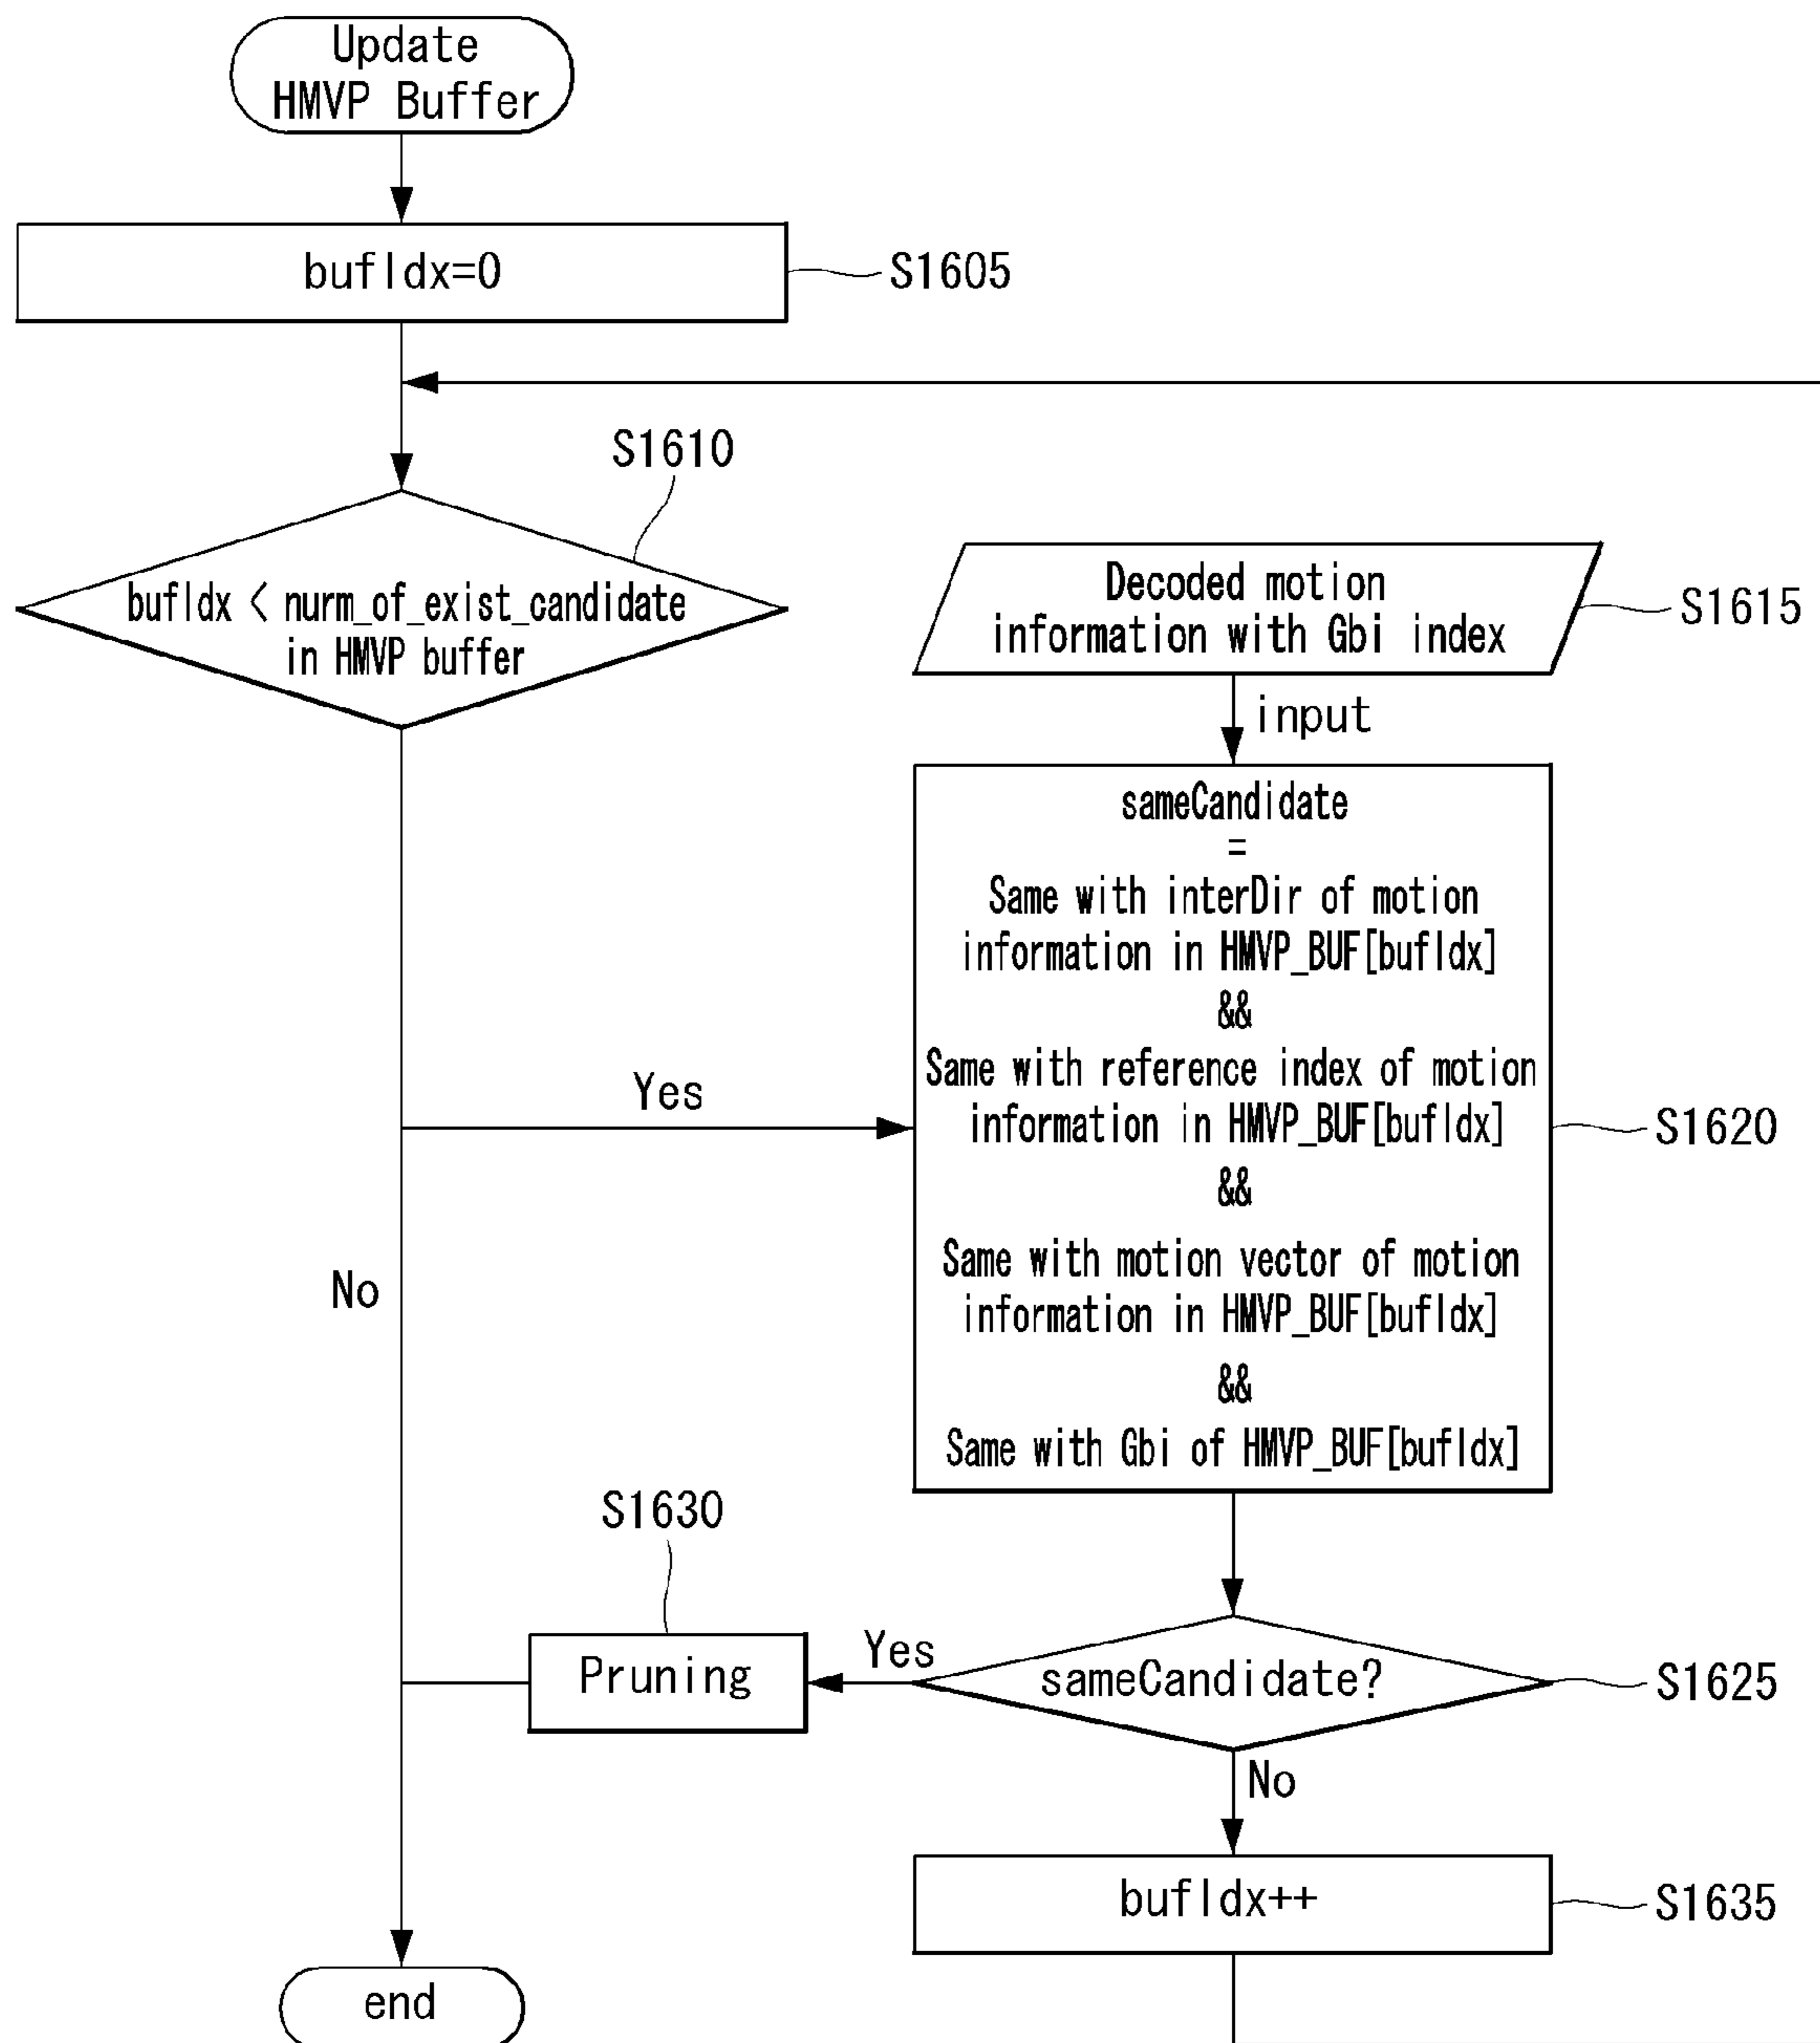 Update
HMVP Buffer
bufIdx=0
S1605
S1610
bufIdx < nurm_of_exist_candidate
in HMVP buffer
Decoded motion
information with Gbi index
S1615
input
sameCandidate
=
Same with interDir of motion
information in HMVP_BUF[bufIdx]
&&
Same with reference index of motion
information in HMVP_BUF[bufIdx]
&&
Same with motion vector of motion
information in HMVP_BUF[bufIdx]
&&
Same with Gbi of HMVP_BUF[bufIdx]
S1620
Yes
No
S1630
Pruning
Yes
sameCandidate?
S1625
No
bufIdx++
S1635
end